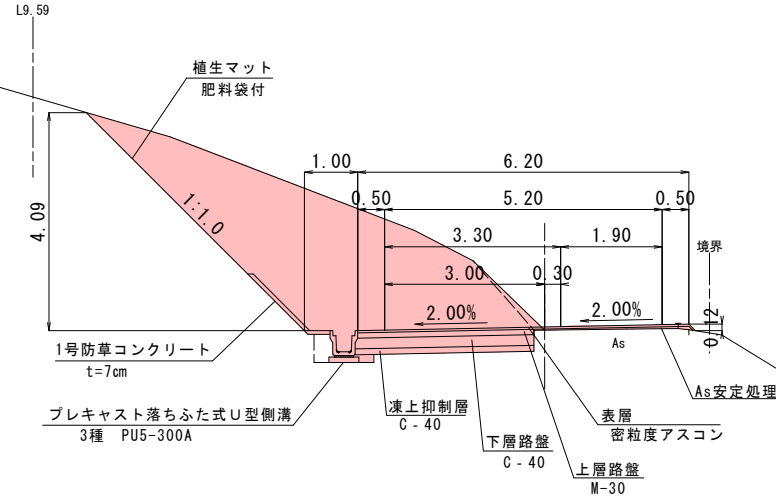 L9.59
植生マット
肥料袋付
1.00
6.20
0.50
5.20
0.50
4.09
1:1.0
3.30
1.90
境界
3.00
0.30
2.00%
2.00%
0.12
As
1号防草コンクリート
t=7cm
As安定処理
プレキャスト落ちふた式U型側溝
3種 PU5-300A
凍上抑制層
C-40
表層
密粒度アスコン
下層路盤
C-40
上層路盤
M-30